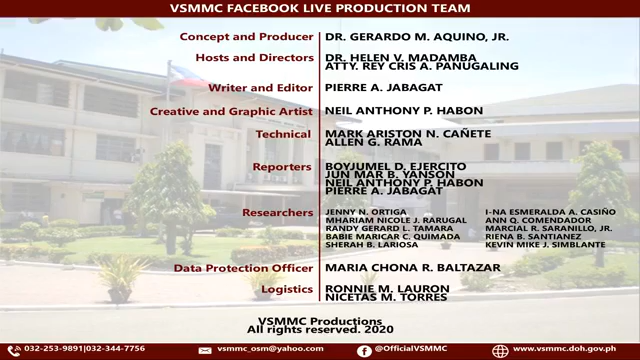 VSMMC FACEBOOK LIVE PRODUCTION TEAM
Concept and Producer DR. GERARDO M. AQUINO, JR.
Hosts and Directors DR. HELEN V. MADAMBA
ATTY. REY CRIS A. PANUGALING
Writer and Editor PIERRE A. JABAGAT
Creative and Graphic Artist NEIL ANTHONY P. HABON
Technical MARK ARISTON N. CAÑETE
ALLEN G. RAMA
Reporters BOYJUMEL D. EJERCITO
JUN MAR B. YANSON
NEIL ANTHONY P. HABON
PIERRE A. JABAGAT
Researchers JENNY N. ORTIGA I-NA ESMERALDA A. CASIÑO
MHARIAM NICOLE J. RARUGAL ANN Q. COMENDADOR
RANDY GERARD L. TAMARA MARCIAL R. SARANILLO, JR.
BABIE MARICAR C. QUIMADA RIENA B. SANTIANEZ
SHERAH B. LARIOSA KEVIN MIKE J. SIMBLANTE
Data Protection Officer MARIA CHONA R. BALTAZAR
Logistics RONNIE M. LAURON
NICETAS M. TORRES
VSMMC Productions
All rights reserved. 2020
032-253-9891|032-344-7756 vsmmc_osm@yahoo.com @OfficialVSMMC www.vsmmc.doh.gov.ph